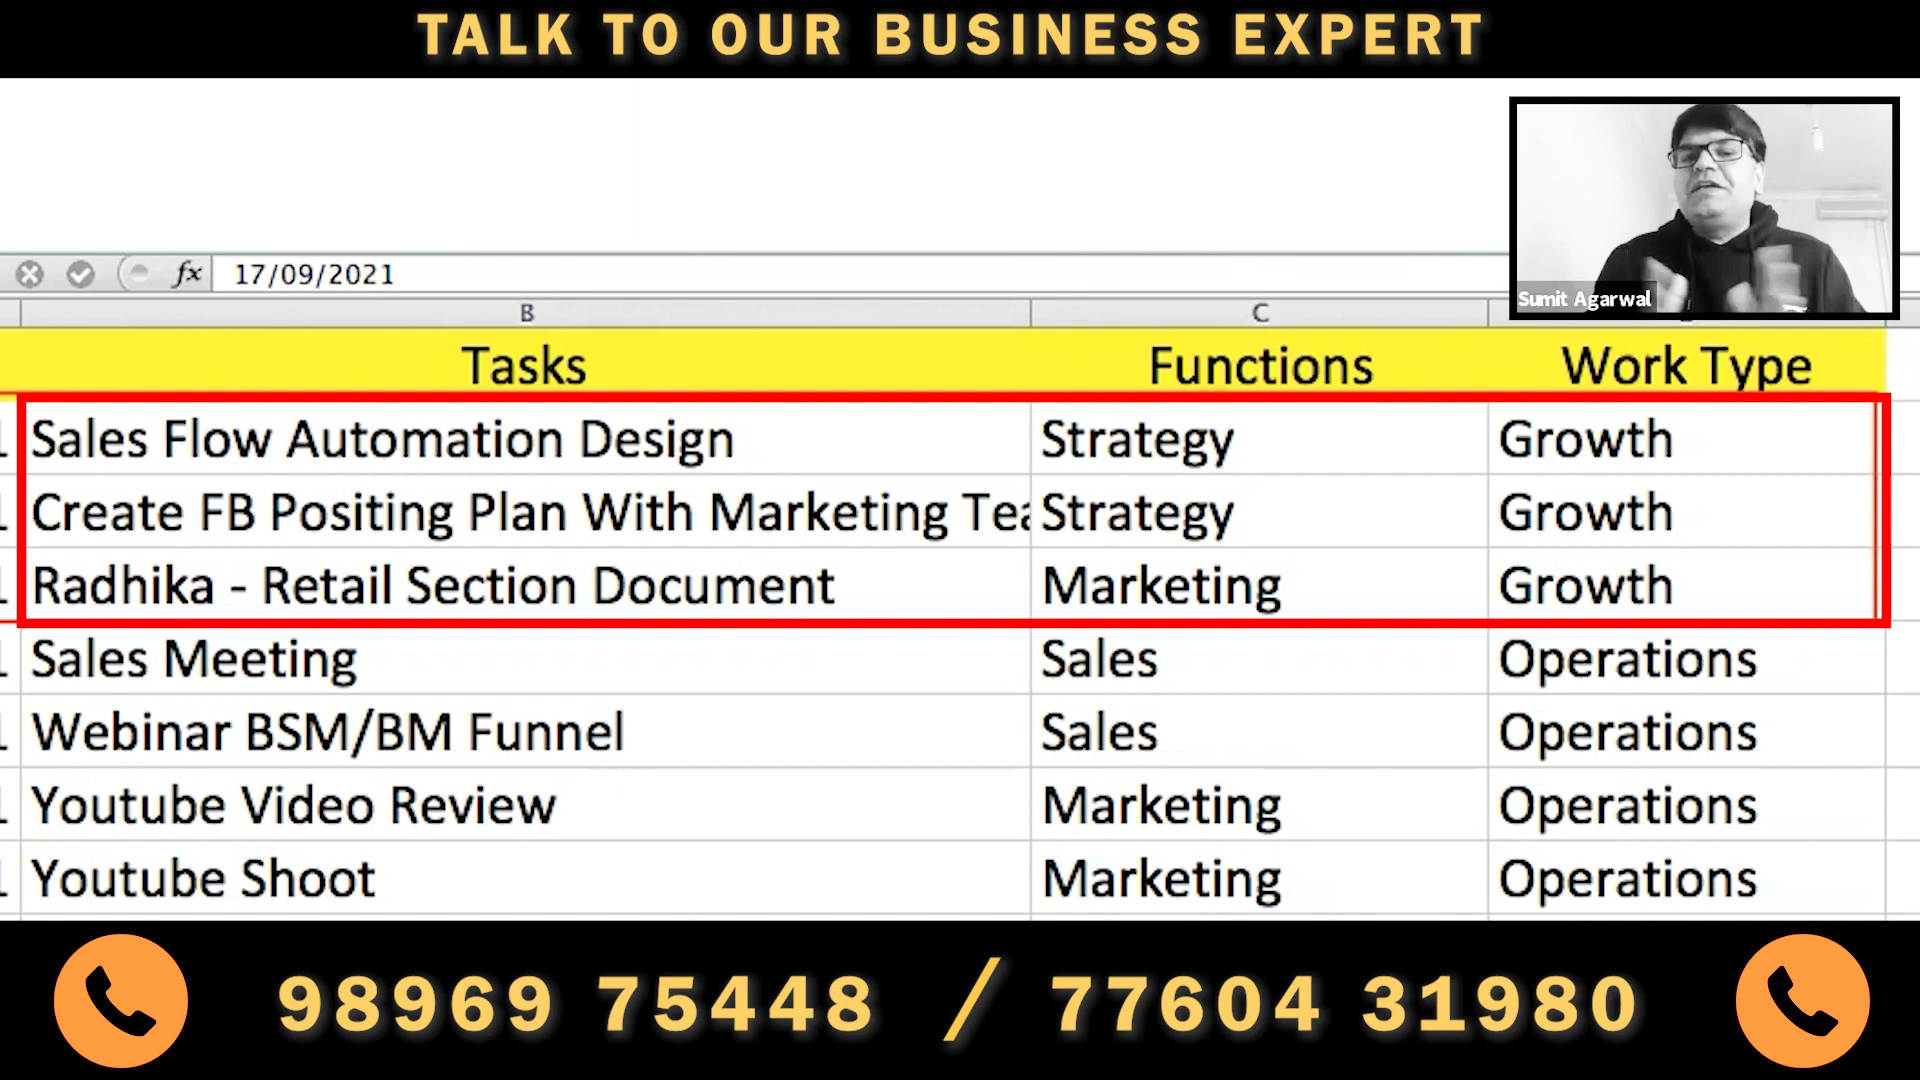 TALK TO OUR BUSINESS EXPERT
Sumit Agarwal
fx 17/09/2021
B C
Tasks Functions Work Type
Sales Flow Automation Design Strategy Growth
Create FB Positing Plan With Marketing Tea Strategy Growth
Radhika - Retail Section Document Marketing Growth
Sales Meeting Sales Operations
Webinar BSM/BM Funnel Sales Operations
Youtube Video Review Marketing Operations
Youtube Shoot Marketing Operations
98969 75448 / 77604 31980